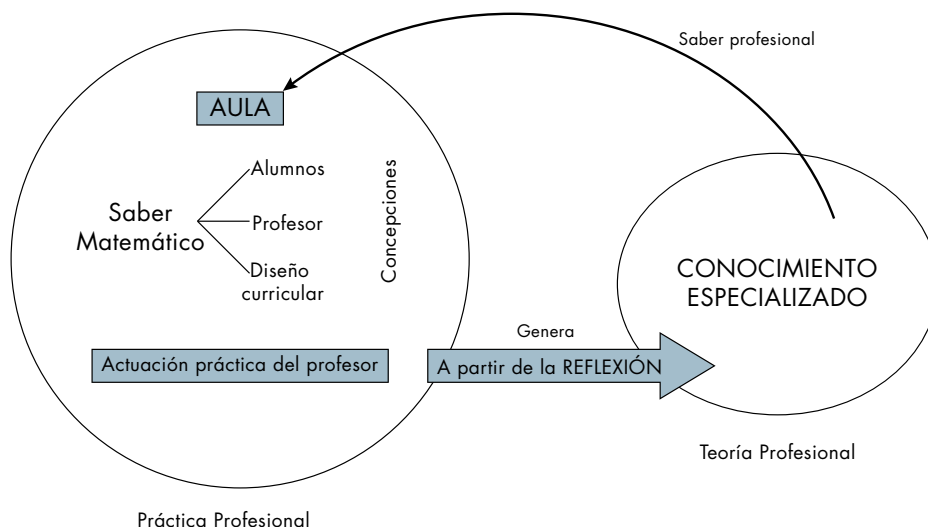 Saber profesional
AULA
Alumnos
Saber
Matemático
Profesor
Diseño
curricular
Concepciones
CONOCIMIENTO
ESPECIALIZADO
Genera
Actuación práctica del profesor
A partir de la REFLEXIÓN
Teoría Profesional
Práctica Profesional